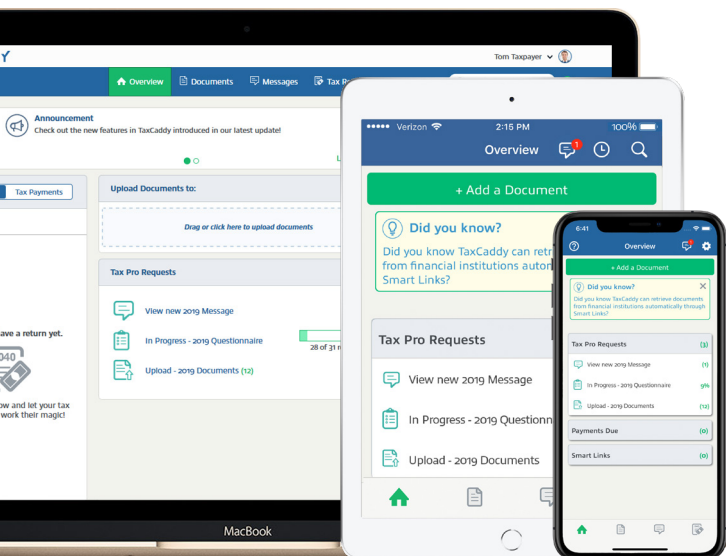 Y
Tom Taxpayer
Overview
Documents
Messages
Announcement
Check out the new features in TaxCaddy introduced in our latest update!
Tax Payments
Upload Documents to:
Drag or click here to upload documents
Tax Pro Requests
View new 2019 Message
In Progress - 2019 Questionnaire
28 of 31
Upload - 2019 Documents (12)
ave a return yet.
040
ow and let your tax
work their magic!
MacBook
Verizon
2:15 PM
100%
Overview
1
+ Add a Document
Did you know?
Did you know TaxCaddy can retr
from financial institutions auton
Smart Links?
Tax Pro Requests
View new 2019 Message
In Progress - 2019 Questionn
Upload - 2019 Documents
6:41
Overview
+ Add a Document
Did you know?
Did you know TaxCaddy can retrieve documents
from financial institutions automatically through
Smart Links?
Tax Pro Requests (3)
View new 2019 Message (1)
In Progress - 2019 Questionnaire 9%
Upload - 2019 Documents (12)
Payments Due (0)
Smart Links (0)